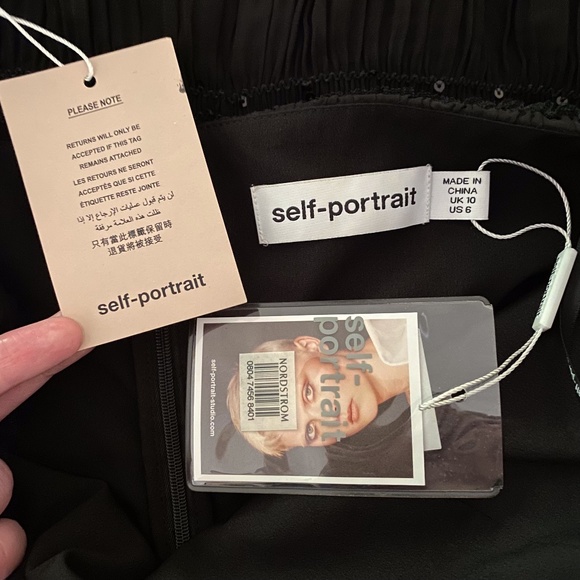 PLEASE NOTE
RETURNS WILL ONLY BE
ACCEPTED IF THIS TAG
REMAINS ATTACHED
LES RETOURS NE SERONT
ACCEPTÉS QUE SI CETTE
ÉTIQUETTE RESTE JOINTE
لن يتم قبول عمليات الإرجاع إلا إذا
ظلت هذه العلامة مرفقة
只有當此標籤保留時
退貨將被接受
self-portrait
self-portrait
MADE IN
CHINA
UK 10
US 6
self-
portrait
NORDSTROM
0804 7456 8401
self-portrait-studio.com